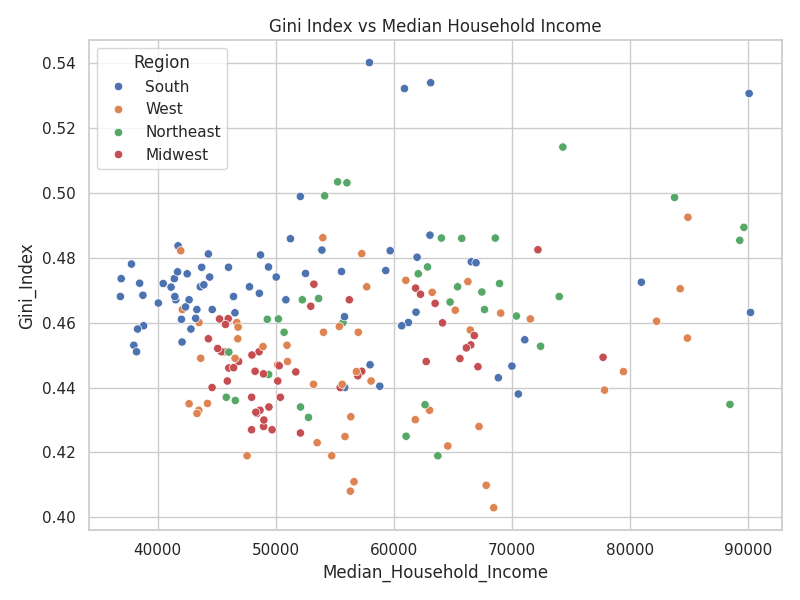 Gini Index vs Median Household Income
Region
South
West
Northeast
Midwest
0.54
0.52
0.50
0.48
0.46
0.44
0.42
0.40
Gini_Index
40000 50000 60000 70000 80000 90000
Median_Household_Income